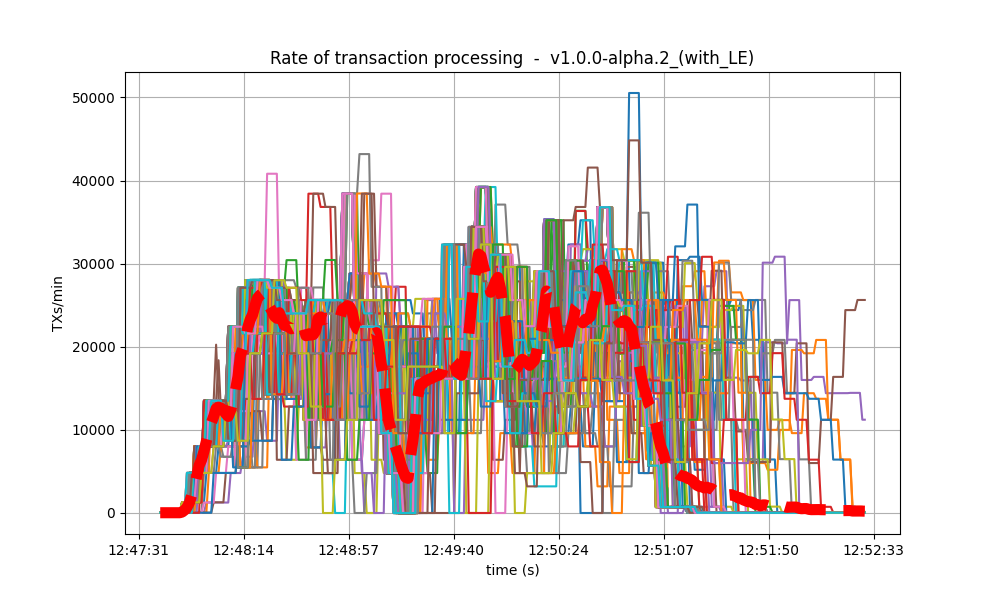 Rate of transaction processing  -  v1.0.0-alpha.2_(with_LE)
TXs/min
50000
40000
30000
20000
10000
0
12:47:31 12:48:14 12:48:57 12:49:40 12:50:24 12:51:07 12:51:50 12:52:33
time (s)